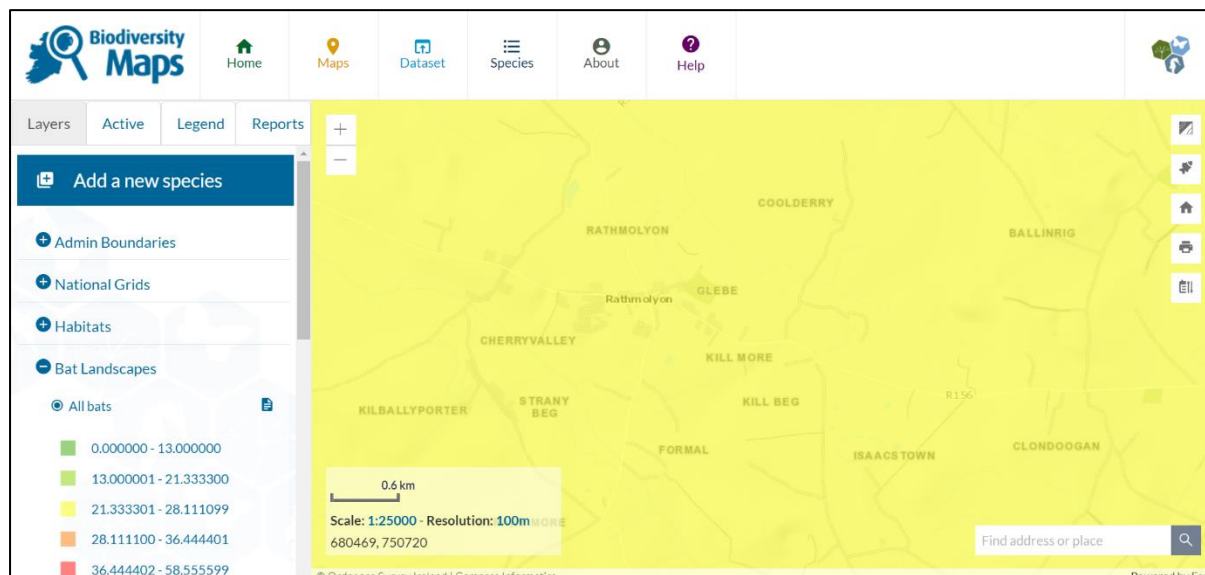 Biodiversity
Maps
Home
Maps
Dataset
Species
About
Help
Layers
Active
Legend
Reports
Add a new species
Admin Boundaries
National Grids
Habitats
Bat Landscapes
All bats
0.000000 - 13.000000
13.000001 - 21.333300
21.333301 - 28.111099
28.111100 - 36.444401
36.444402 - 58.555599
+
−
COOLDERRY
RATHMOLYON
BALLINRIG
GLEBE
Rathmolyon
CHERRYVALLEY
KILL MORE
R156
STRANY
BEG
KILL BEG
KILBALLYPORTER
FORMAL
CLONDOOGAN
ISAACSTOWN
0.6 km
Scale: 1:25000 - Resolution: 100m
680469, 750720
Find address or place